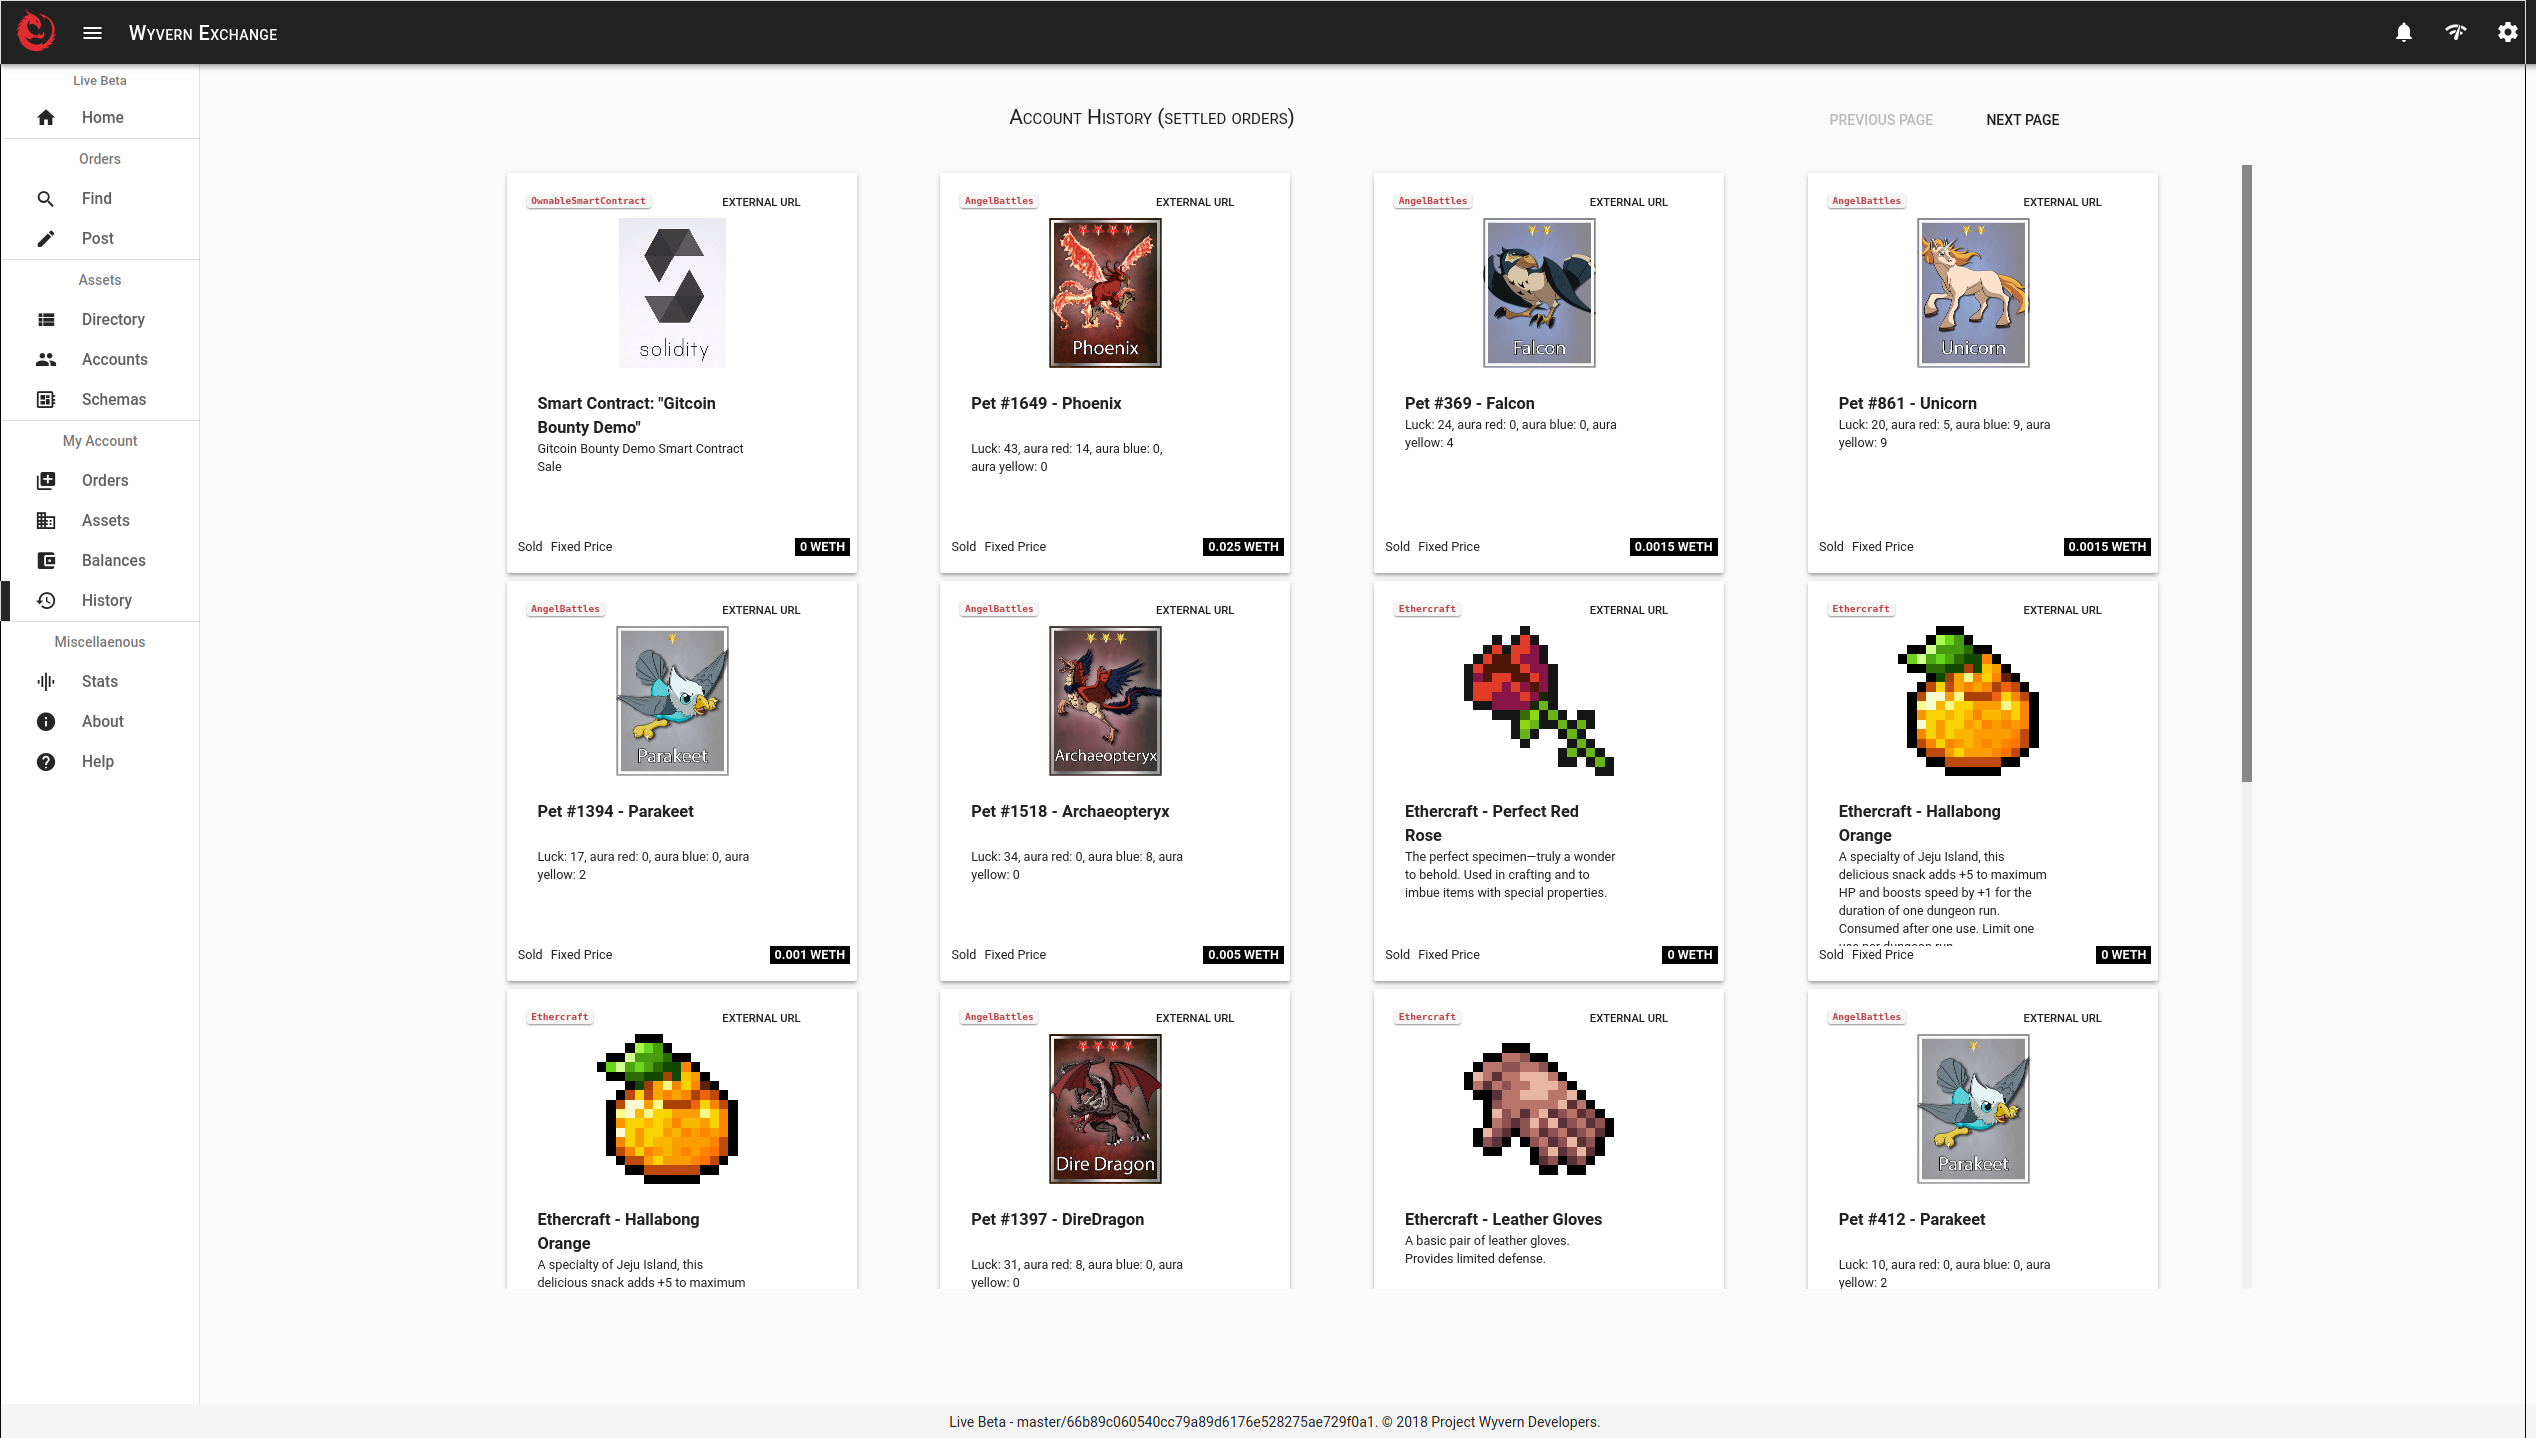 Wyvern Exchange
Live Beta
Home
Orders
Find
Post
Assets
Directory
Accounts
Schemas
My Account
Orders
Assets
Balances
History
Miscellaenous
Stats
About
Help
Account History (settled orders)
PREVIOUS PAGE
NEXT PAGE
OwnableSmartContract
EXTERNAL URL
solidity
Smart Contract: "Gitcoin
Bounty Demo"
Gitcoin Bounty Demo Smart Contract
Sale
Sold Fixed Price
0 WETH
AngelBattles
EXTERNAL URL
Phoenix
Pet #1649 - Phoenix
Luck: 43, aura red: 14, aura blue: 0,
aura yellow: 0
Sold Fixed Price
0.025 WETH
AngelBattles
EXTERNAL URL
Falcon
Pet #369 - Falcon
Luck: 24, aura red: 0, aura blue: 0, aura
yellow: 4
Sold Fixed Price
0.0015 WETH
AngelBattles
EXTERNAL URL
Unicorn
Pet #861 - Unicorn
Luck: 20, aura red: 5, aura blue: 9, aura
yellow: 9
Sold Fixed Price
0.0015 WETH
AngelBattles
EXTERNAL URL
Parakeet
Pet #1394 - Parakeet
Luck: 17, aura red: 0, aura blue: 0, aura
yellow: 2
Sold Fixed Price
0.001 WETH
AngelBattles
EXTERNAL URL
Archaeopteryx
Pet #1518 - Archaeopteryx
Luck: 34, aura red: 0, aura blue: 8, aura
yellow: 0
Sold Fixed Price
0.005 WETH
Ethercraft
EXTERNAL URL
Ethercraft - Perfect Red
Rose
The perfect specimen—truly a wonder
to behold. Used in crafting and to
imbue items with special properties.
Sold Fixed Price
0 WETH
Ethercraft
EXTERNAL URL
Ethercraft - Hallabong
Orange
A specialty of Jeju Island, this
delicious snack adds +5 to maximum
HP and boosts speed by +1 for the
duration of one dungeon run.
Consumed after one use. Limit one
Sold Fixed Price
0 WETH
Ethercraft
EXTERNAL URL
Ethercraft - Hallabong
Orange
A specialty of Jeju Island, this
delicious snack adds +5 to maximum
AngelBattles
EXTERNAL URL
Dire Dragon
Pet #1397 - DireDragon
Luck: 31, aura red: 8, aura blue: 0, aura
yellow: 0
Ethercraft
EXTERNAL URL
Ethercraft - Leather Gloves
A basic pair of leather gloves.
Provides limited defense.
AngelBattles
EXTERNAL URL
Parakeet
Pet #412 - Parakeet
Luck: 10, aura red: 0, aura blue: 0, aura
yellow: 2
Live Beta - master/66b89c060540cc79a89d6176e528275ae729f0a1. © 2018 Project Wyvern Developers.